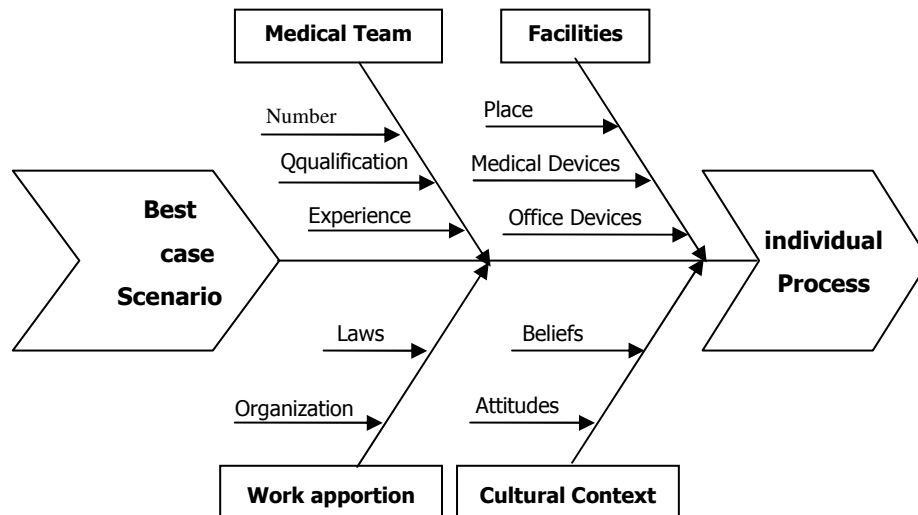 Medical Team
Facilities
Number
Qqualification
Experience
Place
Medical Devices
Office Devices
Best
case
Scenario
individual
Process
Laws
Organization
Beliefs
Attitudes
Work apportion
Cultural Context